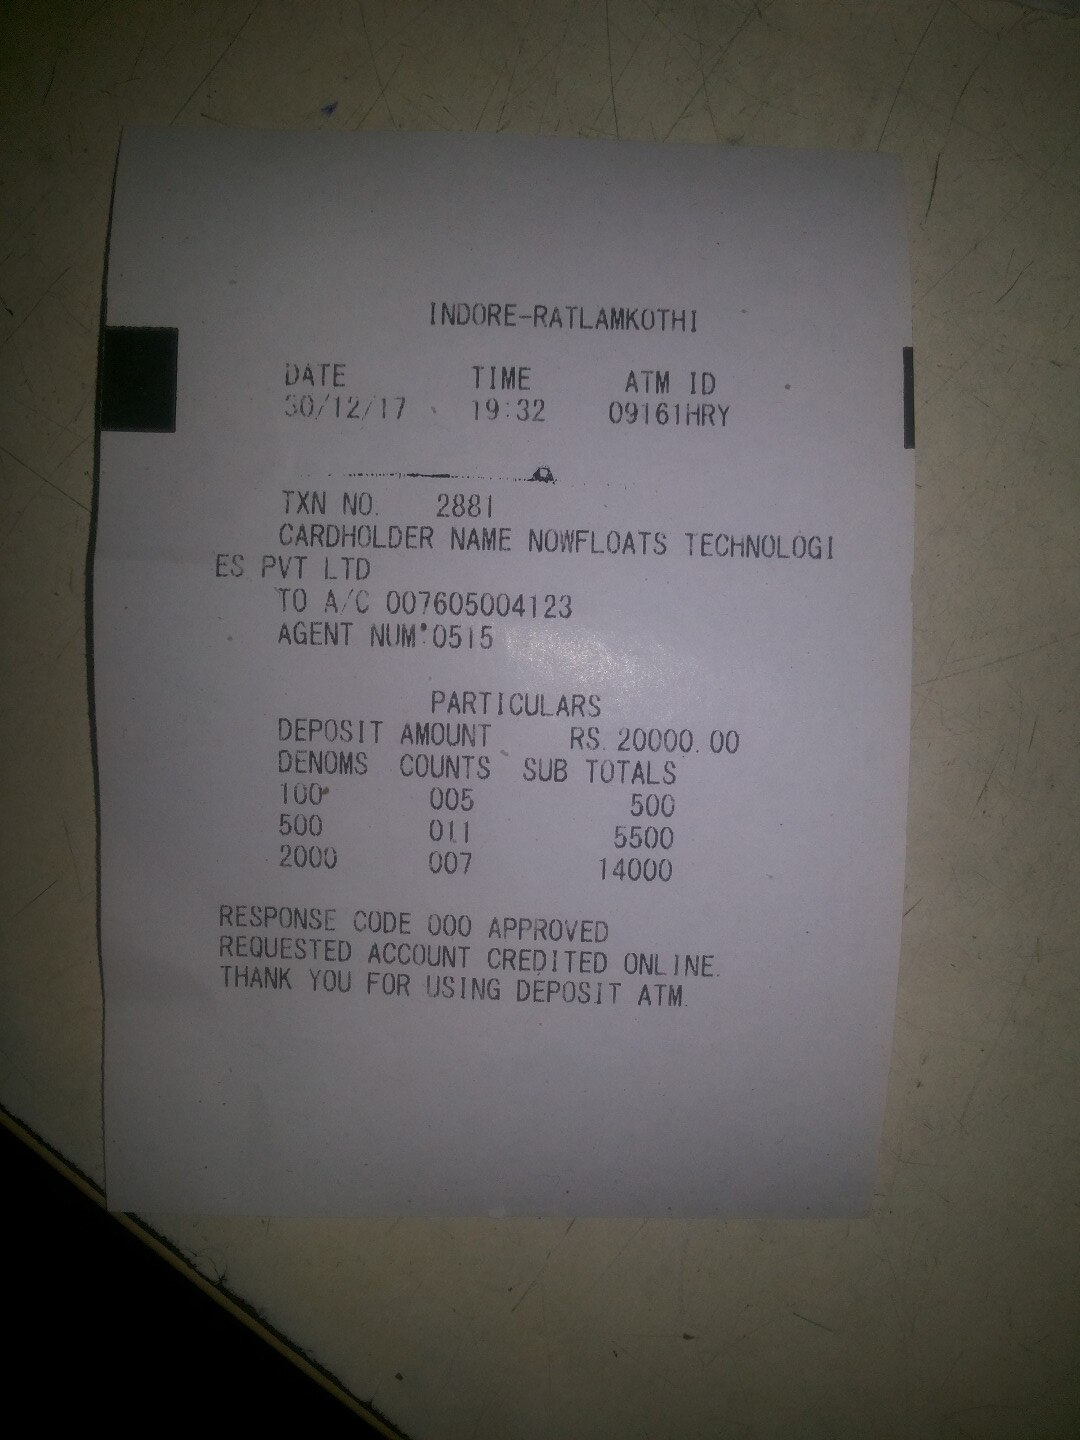 INDORE-RATLAMKOTHI
DATE TIME ATM ID
30/12/17 19:32 09161HRY
TXN NO. 2881
CARDHOLDER NAME NOWFLOATS TECHNOLOGI
ES PVT LTD
TO A/C 007605004123
AGENT NUM:0515
PARTICULARS
DEPOSIT AMOUNT RS. 20000.00
DENOMS COUNTS SUB TOTALS
100 005 500
500 011 5500
2000 007 14000
RESPONSE CODE 000 APPROVED
REQUESTED ACCOUNT CREDITED ONLINE.
THANK YOU FOR USING DEPOSIT ATM.